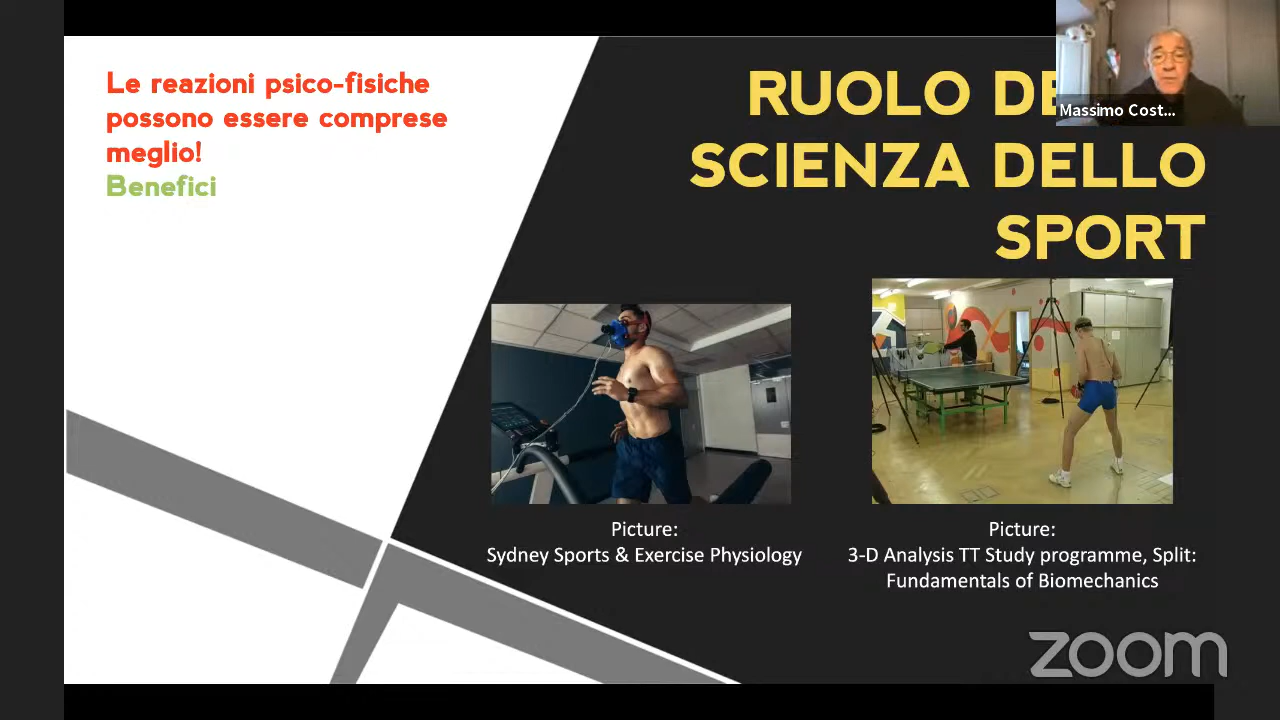 Le reazioni psico-fisiche
possono essere comprese
meglio!
Benefici
RUOLO DE
SCIENZA DELLO
SPORT
Massimo Cost...
Picture:
Sydney Sports & Exercise Physiology
Picture:
3-D Analysis TT Study programme, Split:
Fundamentals of Biomechanics
zoom